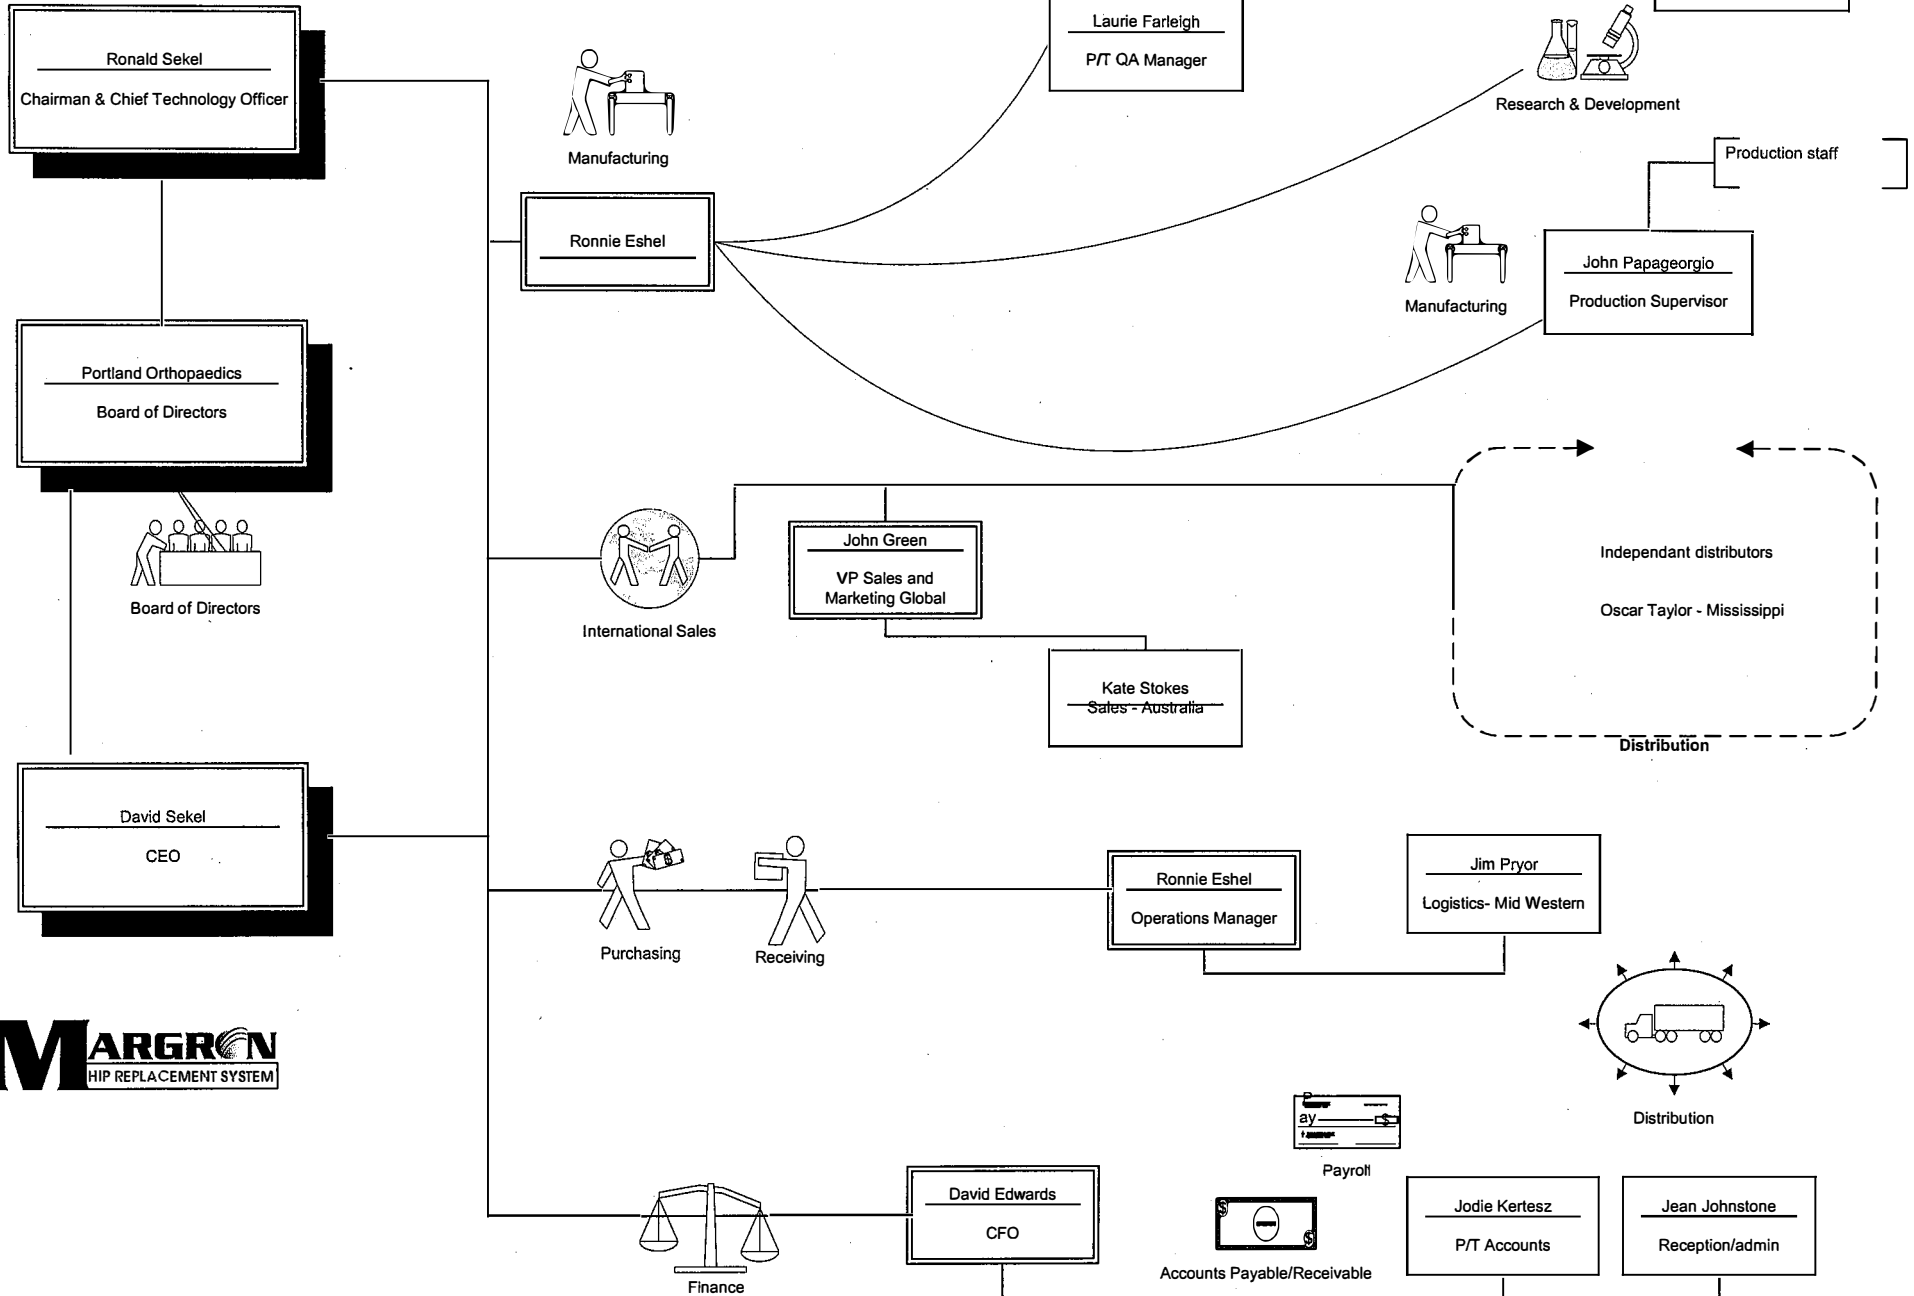 Ronald Sekel
Chairman & Chief Technology Officer
Manufacturing
Laurie Farleigh
P/T QA Manager
Research & Development
Production staff
Ronnie Eshel
John Papageorgio
Production Supervisor
Manufacturing
Portland Orthopaedics
Board of Directors
Board of Directors
International Sales
John Green
VP Sales and
Marketing Global
Kate Stokes
Sales - Australia
Independant distributors
Oscar Taylor - Mississippi
Distribution
David Sekel
CEO
Purchasing
Receiving
Ronnie Eshel
Operations Manager
Jim Pryor
Logistics- Mid Western
Distribution
MARGRON
HIP REPLACEMENT SYSTEM
P
ay
$
Payroll
Finance
David Edwards
CFO
$
$
Accounts Payable/Receivable
Jodie Kertesz
P/T Accounts
Jean Johnstone
Reception/admin